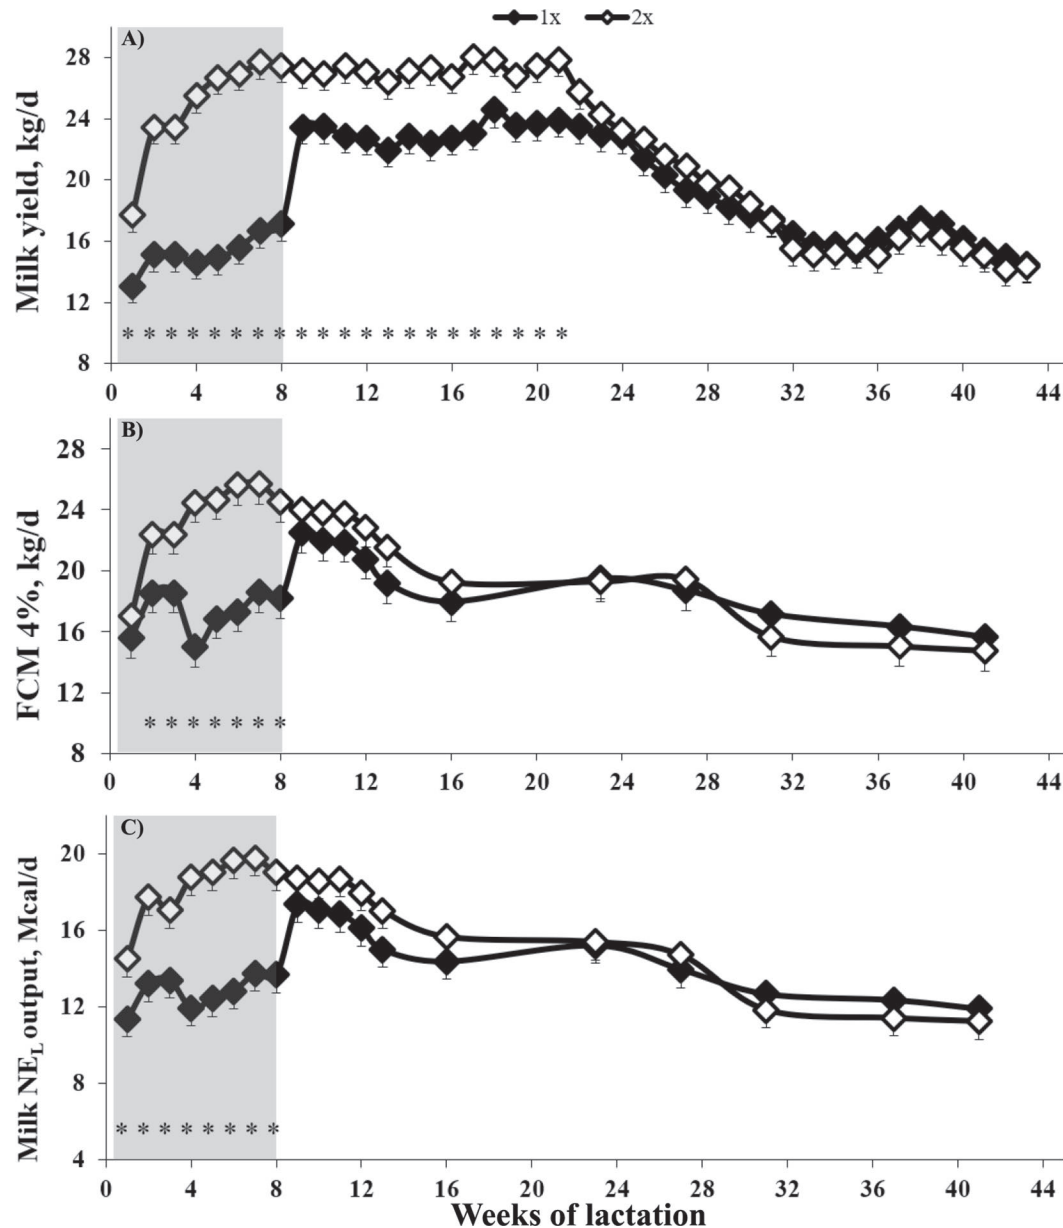 1x 2x
A)
Milk yield, kg/d
28
24
20
16
12
8
* * * * * * * * * * * * * * * * * * * * *
0 4 8 12 16 20 24 28 32 36 40 44
B)
FCM 4%, kg/d
28
24
20
16
12
8
* * * * * * *
0 4 8 12 16 20 24 28 32 36 40 44
C)
Milk NEL output, Mcal/d
20
16
12
8
4
* * * * * * * *
0 4 8 12 16 20 24 28 32 36 40 44
Weeks of lactation